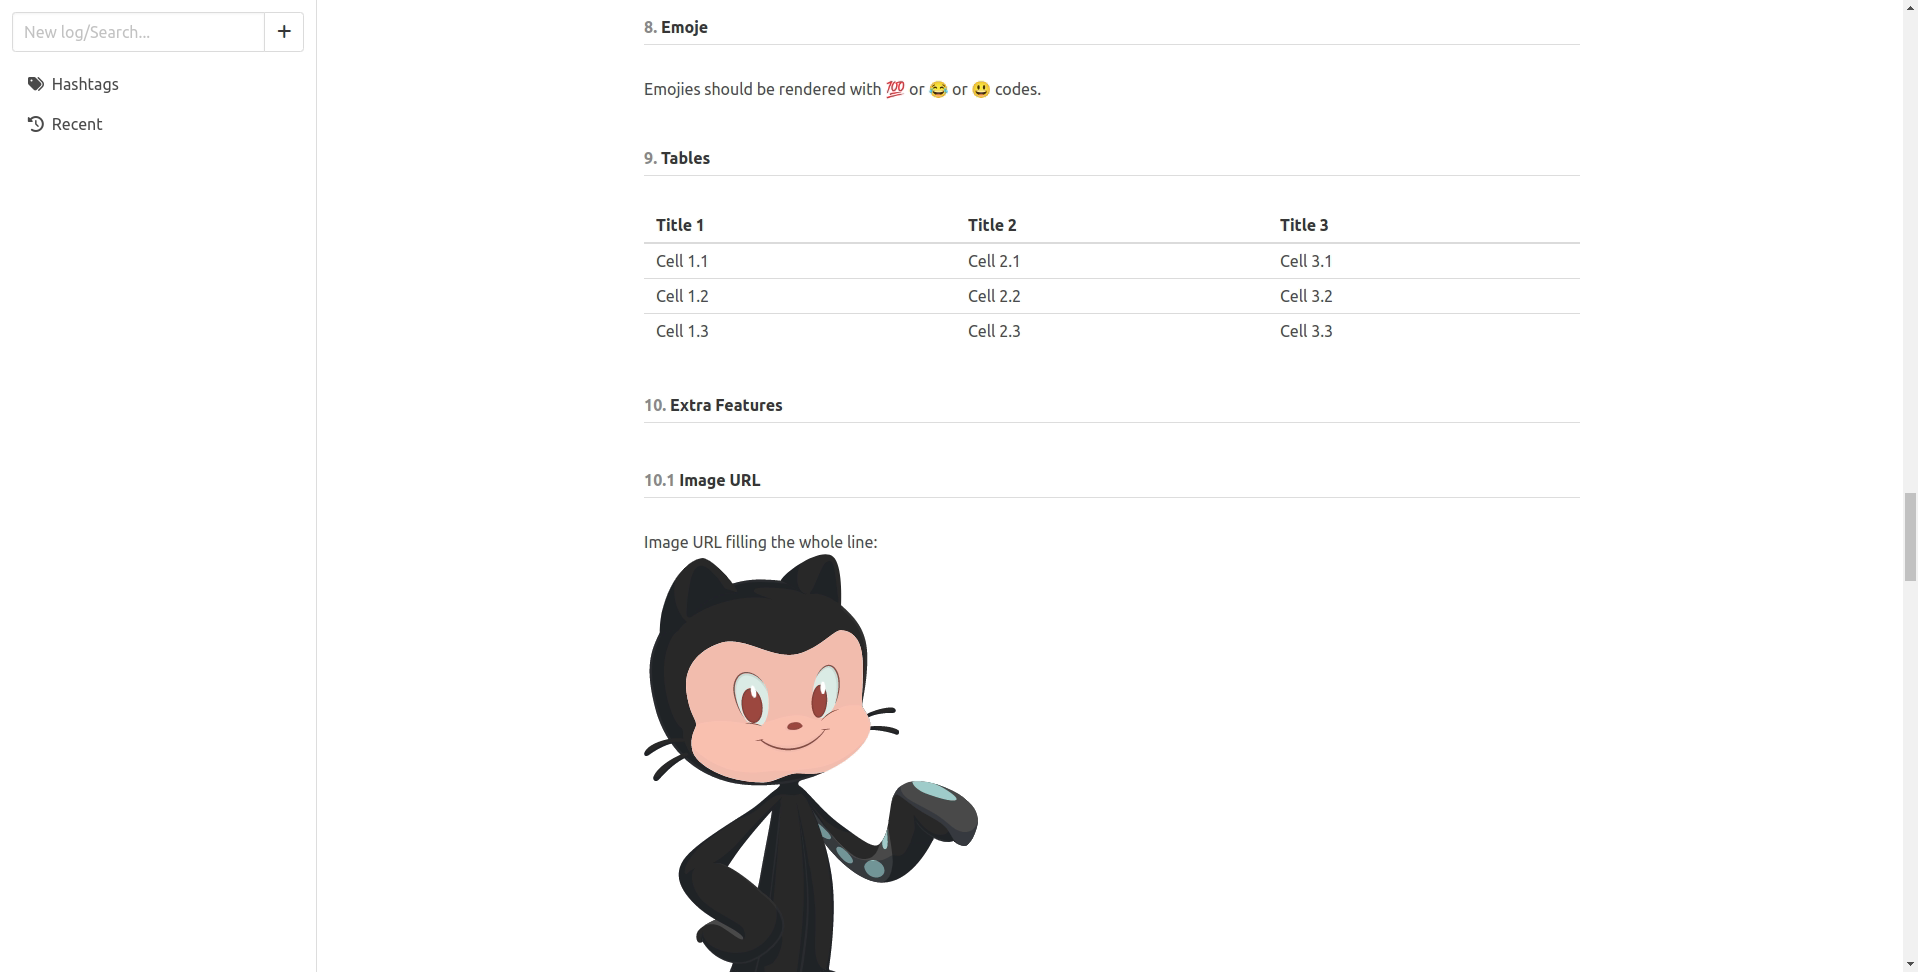 New log/Search...
Hashtags
Recent
8. Emoje
Emojies should be rendered with 💯 or 😂 or 😃 codes.
9. Tables
Title 1 Title 2 Title 3
Cell 1.1 Cell 2.1 Cell 3.1
Cell 1.2 Cell 2.2 Cell 3.2
Cell 1.3 Cell 2.3 Cell 3.3
10. Extra Features
10.1 Image URL
Image URL filling the whole line: